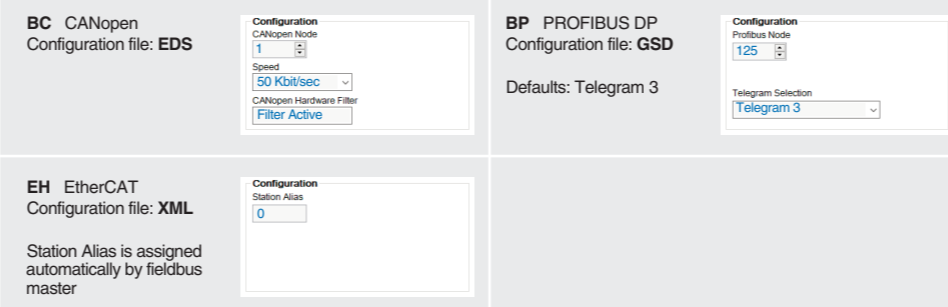 BC CANopen
Configuration file: EDS
Configuration
CANopen Node
1
Speed
50 Kbit/sec
CANopen Hardware Filter
Filter Active
BP PROFIBUS DP
Configuration file: GSD
Defaults: Telegram 3
Configuration
Profibus Node
125
Telegram Selection
Telegram 3
EH EtherCAT
Configuration file: XML
Station Alias is assigned
automatically by fieldbus
master
Configuration
Station Alias
0